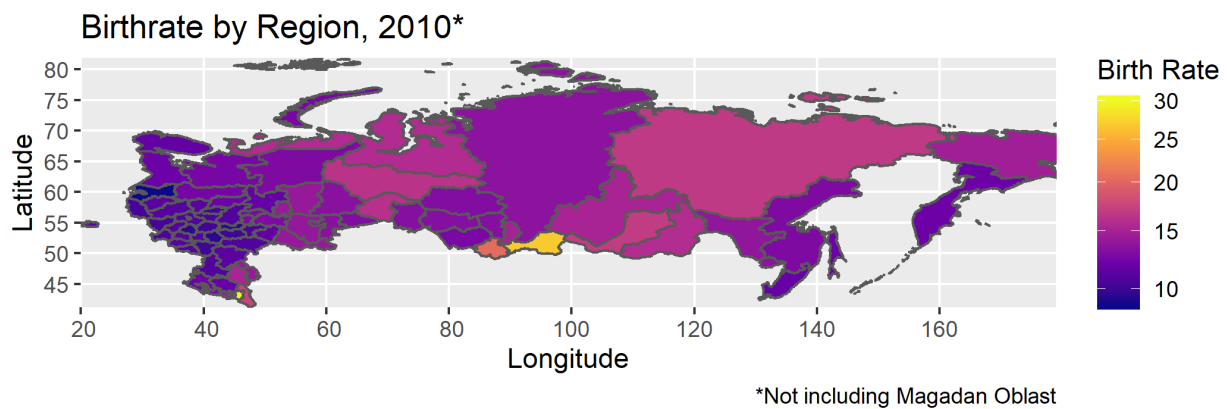 Birthrate by Region, 2010*
Birth Rate
30
25
20
15
10
80
75
70
65
60
55
50
45
Latitude
20 40 60 80 100 120 140 160
Longitude
*Not including Magadan Oblast